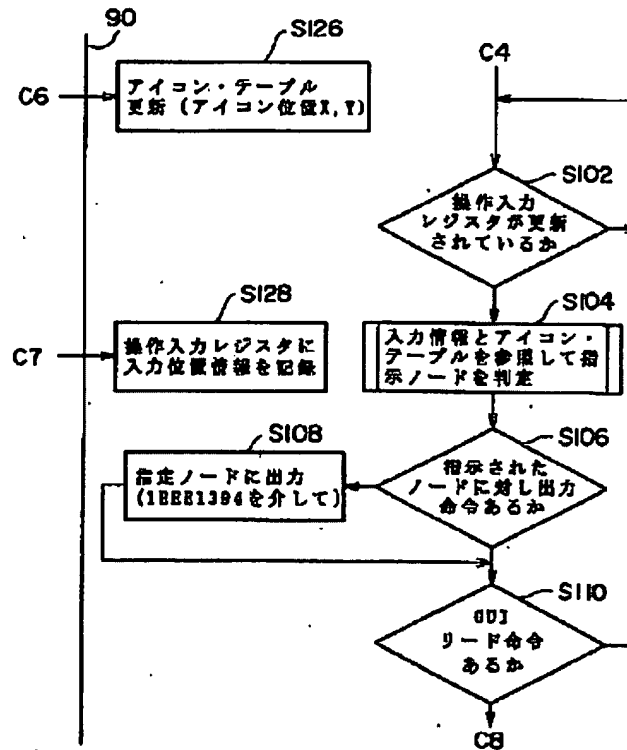 90
S126
C6
アイコン・テーブル
更新 (アイコン位置X, Y)
C4
S102
操作入力
レジスタが更新
されているか
S128
C7
操作入力レジスタに
入力位置情報を記録
S104
入力情報とアイコン・
テーブルを参照して指
示ノードを判定
S106
指示された
ノードに対し出力
命令あるか
S108
指定ノードに出力
(IEEE1394を介して)
S110
GUI
リード命令
あるか
C8